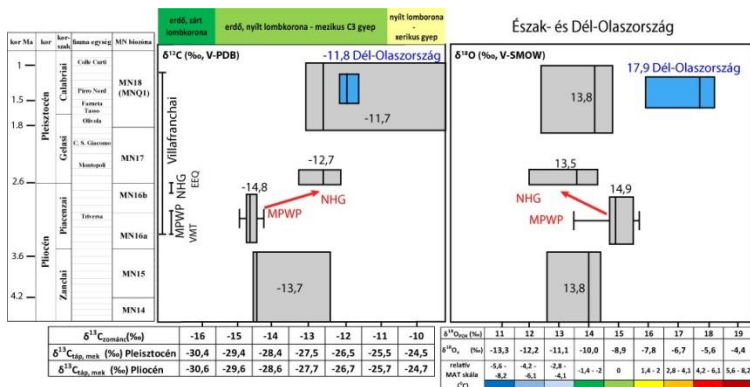 erdő, zárt lombkorona
erdő, nyílt lombkorona - mezikus C3 gyep
nyílt lomborona - xerikus gyep
Észak- és Dél-Olaszország
kor Ma
kor
kor-szak
fauna egység
MN biozóna
δ¹³C (‰, V-PDB)
-11,8 Dél-Olaszország
δ¹⁸O (‰, V-SMOW)
17,9 Dél-Olaszország
1
1.5
1.8
2.6
3.6
4.2
Pleisztocén
Pliocén
Calabriai
Gelasi
Piacenzai
Zanclai
Colle Curti
Pirro Nord
Farneta
Tasso
Olivola
C. S. Giacomo
Montopoli
Triversa
MN18
(MNQ1)
MN17
MN16b
MN16a
MN15
MN14
Villafranchai
NHG
EEQ
MPWP
VMT
-11,7
-12,7
NHG
-14,8
MPWP
-13,7
13,8
13,5
NHG
14,9
MPWP
13,8
δ¹³Czománc(‰) -16 -15 -14 -13 -12 -11 -10
δ¹³Ctáp, mek (‰) Pleisztocén -30,4 -29,4 -28,4 -27,5 -26,5 -25,5 -24,5
δ¹³Ctáp, mek (‰) Pliocén -30,6 -29,6 -28,6 -27,7 -26,7 -25,7 -24,7
δ¹⁸OPO4 (‰) 11 12 13 14 15 16 17 18 19
(‰) -13,3 -12,2 -11,1 -10,0 -8,9 -7,8 -6,7 -5,6 -4,4
relatív MAT skála (°C) -5,6 - -8,2 -4,2 - -6,1 -2,8 - -4,1 -1,4 - -2 0 1,4 - 2 2,8 - 4,1 4,2 - 6,1 5,6 - 8,2